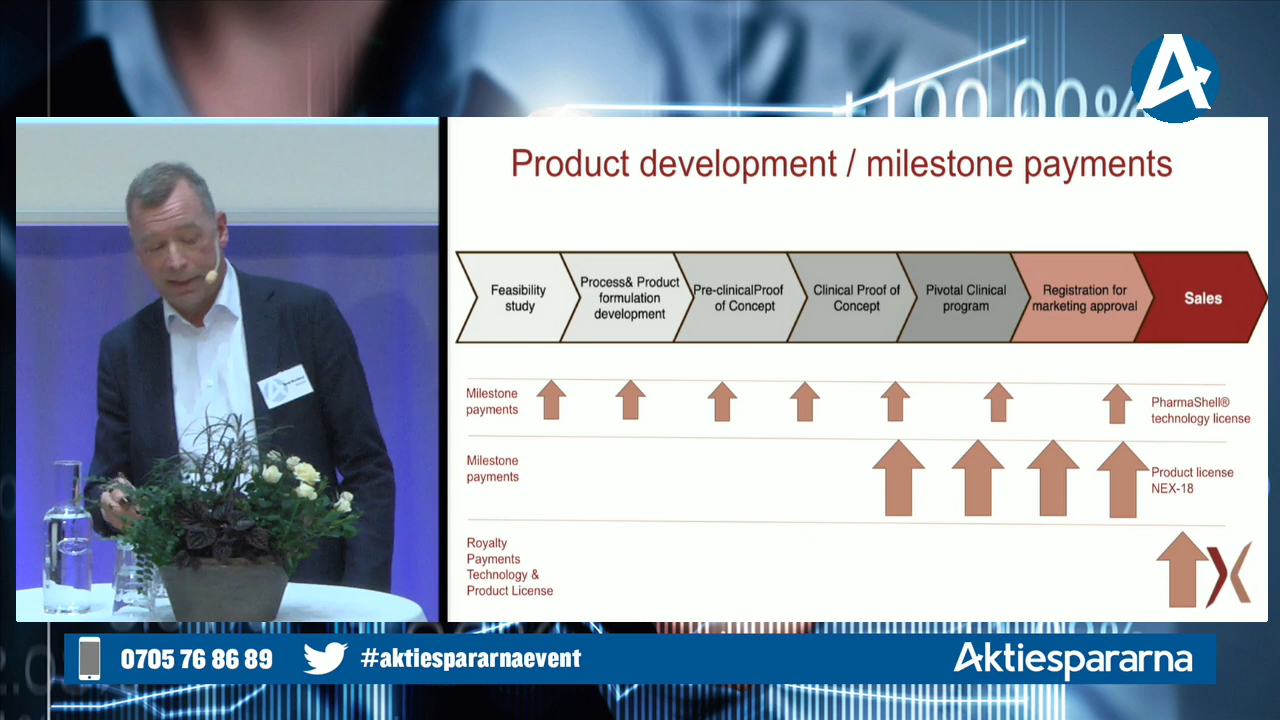 +100.00%
Product development / milestone payments
Feasibility
study
Process& Product
formulation
development
Pre-clinicalProof
of Concept
Clinical Proof of
Concept
Pivotal Clinical
program
Registration for
marketing approval
Sales
Milestone
payments
PharmaShell®
technology license
Milestone
payments
Product license
NEX-18
Royalty
Payments
Technology &
Product License
0705 76 86 89
#aktiespararnaevent
Aktiespararna